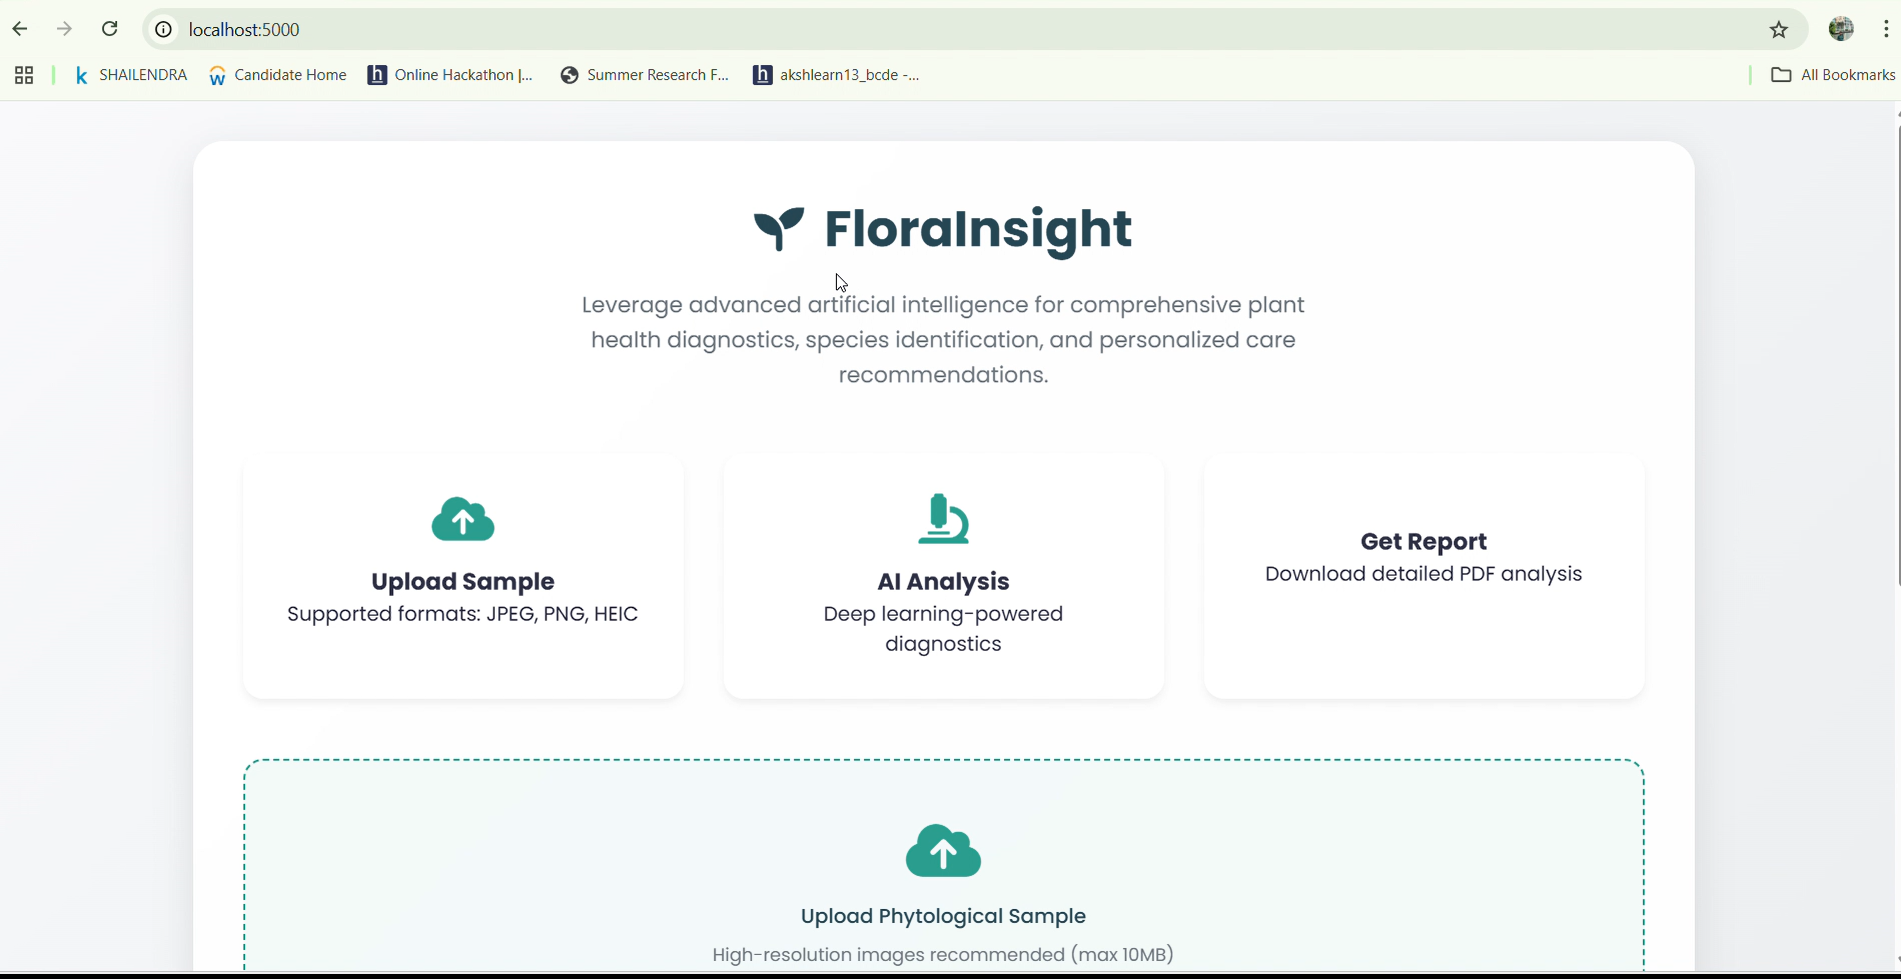 localhost:5000
SHAILENDRA
Candidate Home
Online Hackathon |...
Summer Research F...
akshlearn13_bcde -...
All Bookmarks
FloraInsight
Leverage advanced artificial intelligence for comprehensive plant
health diagnostics, species identification, and personalized care
recommendations.
Upload Sample
Supported formats: JPEG, PNG, HEIC
AI Analysis
Deep learning-powered
diagnostics
Get Report
Download detailed PDF analysis
Upload Phytological Sample
High-resolution images recommended (max 10MB)